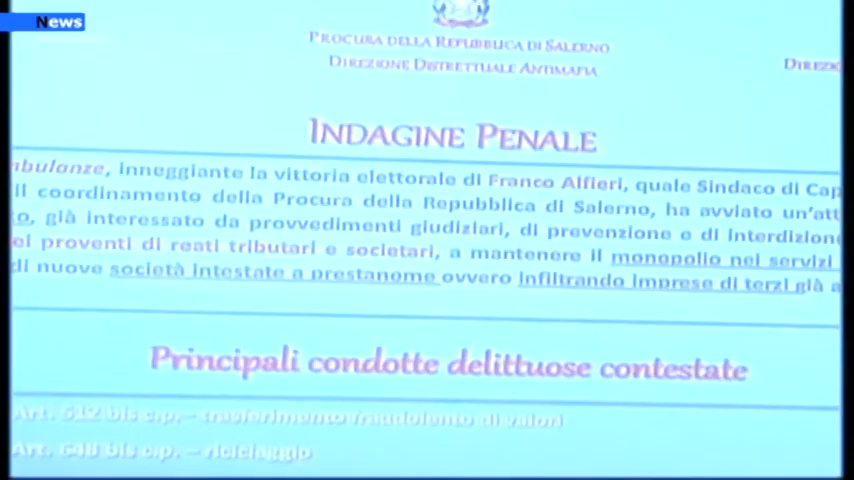 News
PROCURA DELLA REPUBBLICA DI SALERNO
DIREZIONE DISTRETTUALE ANTIMAFIA
INDAGINE PENALE
inneggiante la vittoria elettorale di Franco Alfieri, quale Sindaco di Cap
il coordinamento della Procura della Repubblica di Salerno, ha avviato un'att
o, già interessato da provvedimenti giudiziari, di prevenzione e di interdizion
ei proventi di reati tributari e societari, a mantenere il monopolio nei servizi
di nuove società intestate a prestanome ovvero infiltrando imprese di terzi già a
Principali condotte delittuose contestate
Art. 512 bis c.p. – trasferimento fraudolento di valori
Art. 648 bis c.p. – riciclaggio